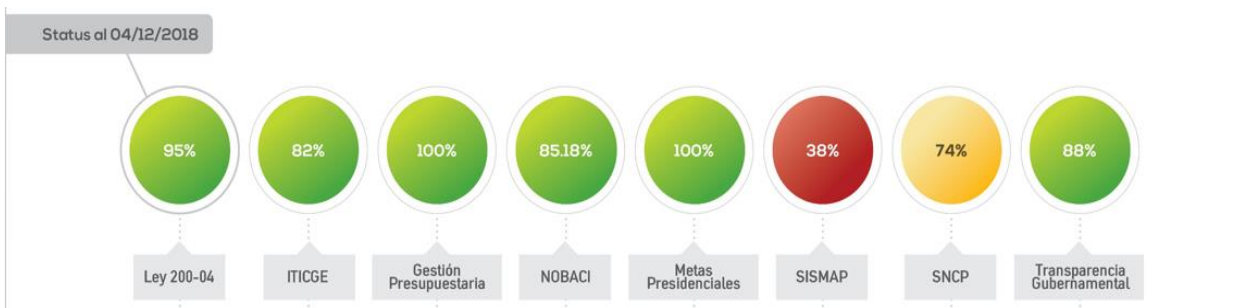 Status al 04/12/2018
95%
82%
100%
85.18%
100%
38%
74%
88%
Ley 200-04
ITICGE
Gestión
Presupuestaria
NOBACI
Metas
Presidenciales
SISMAP
SNCP
Transparencia
Gubernamental